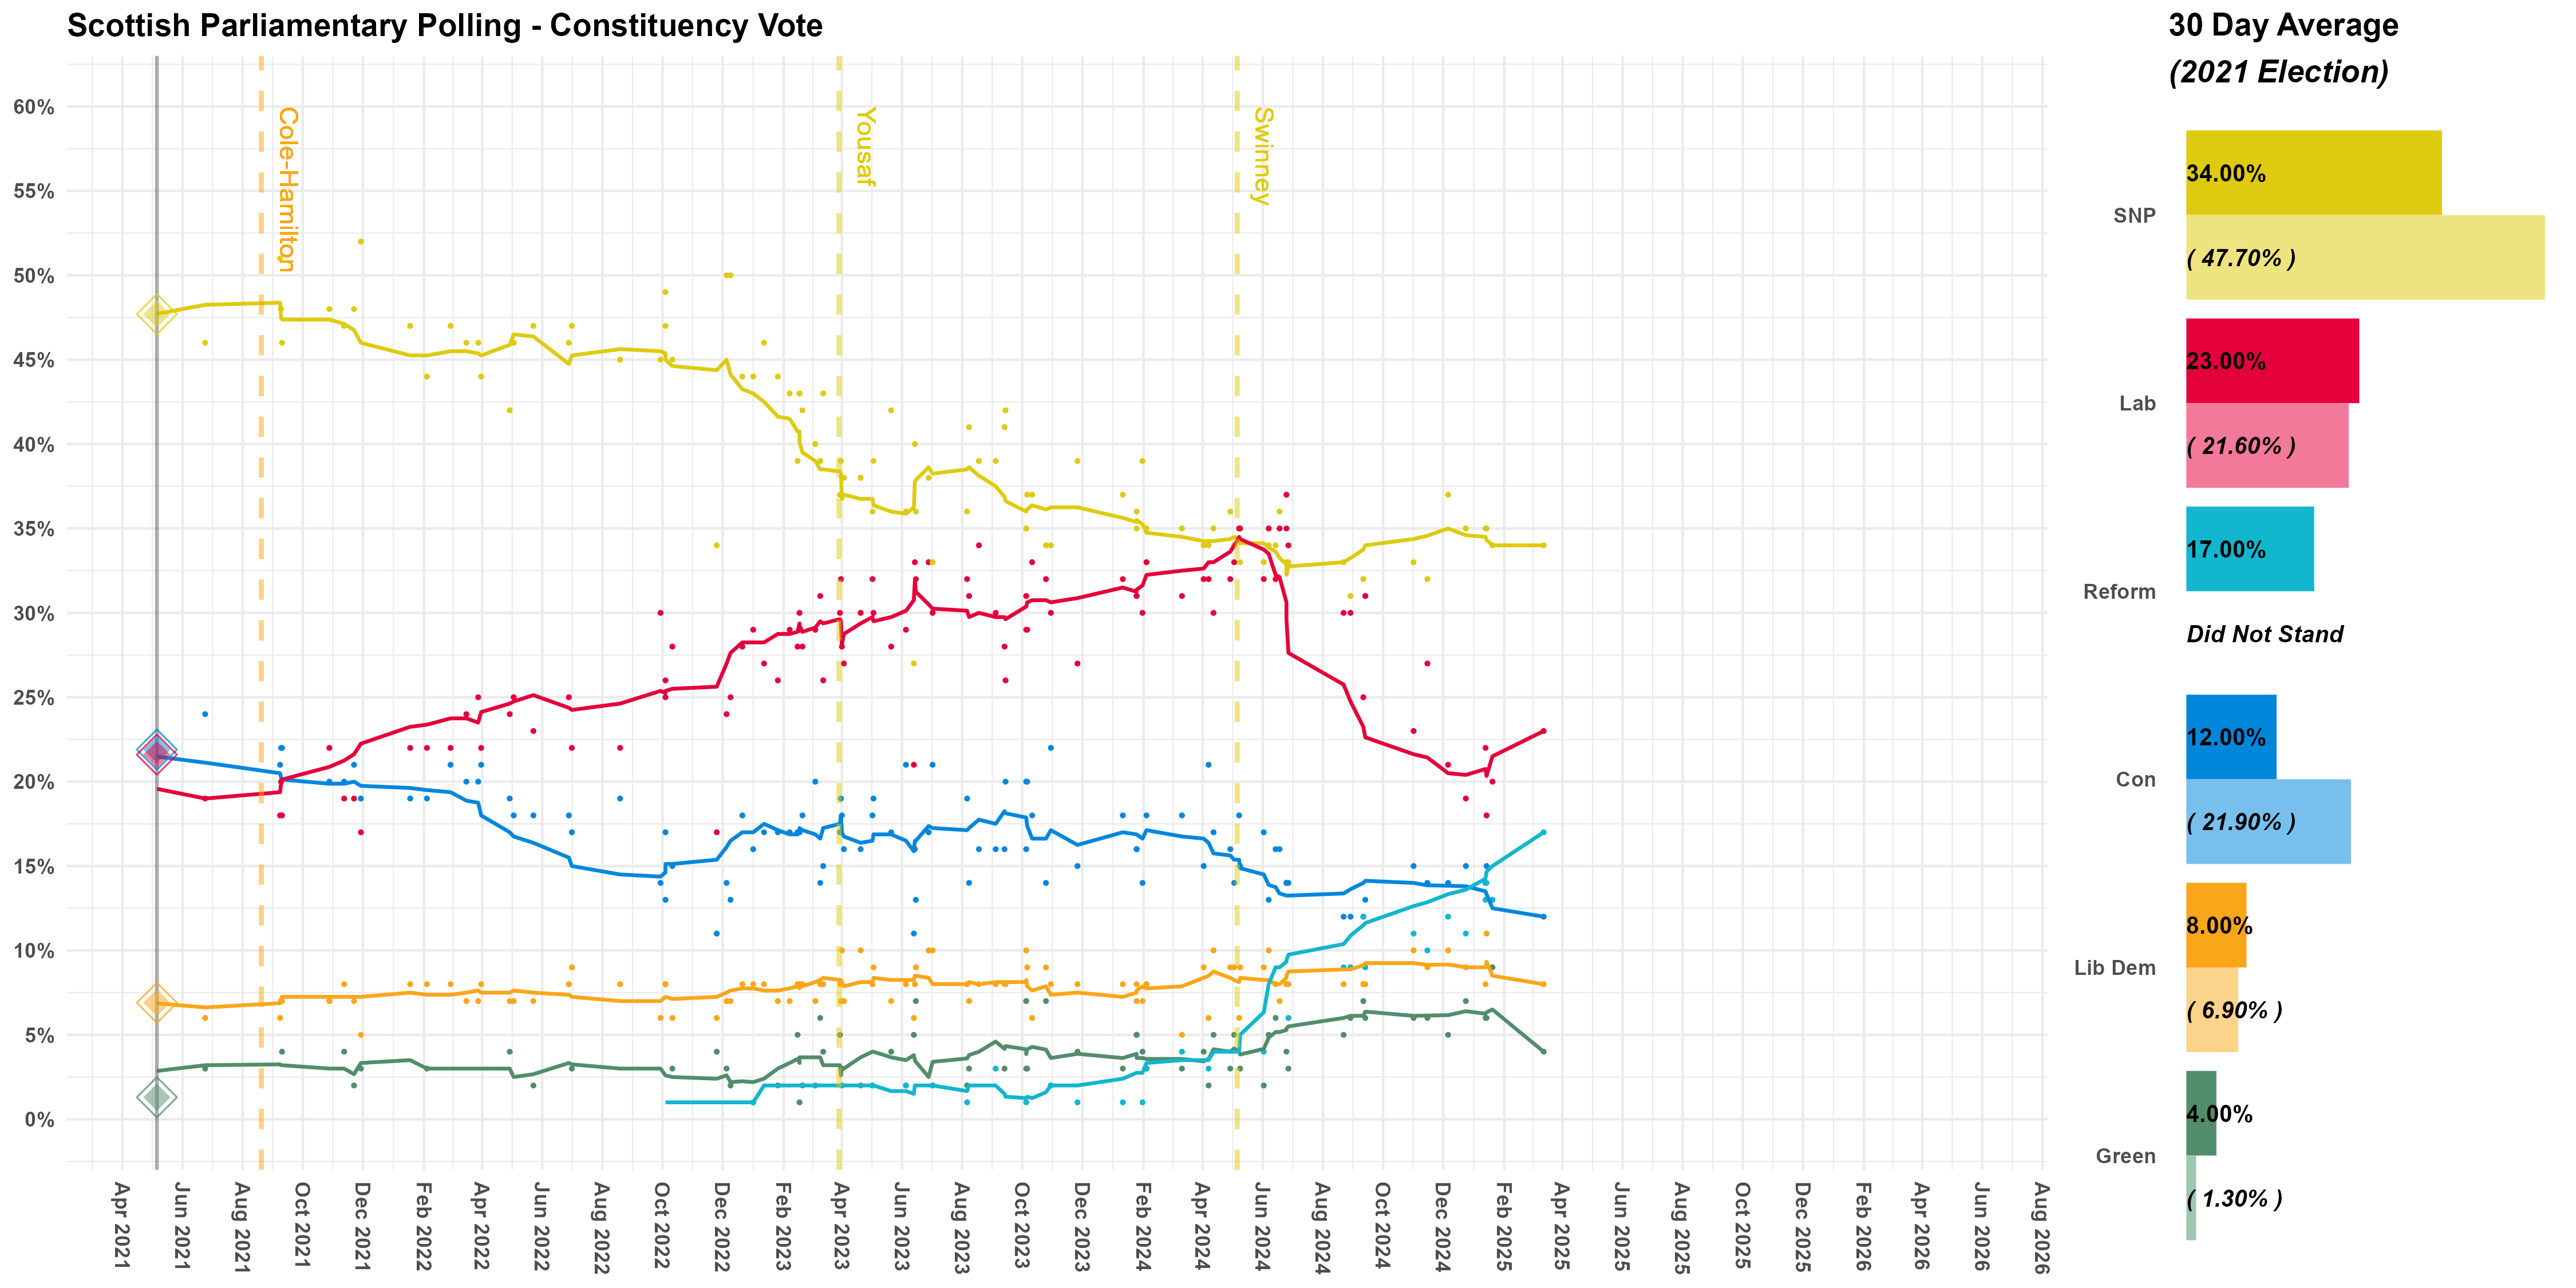 Scottish Parliamentary Polling - Constituency Vote
30 Day Average
(2021 Election)
60%
55%
50%
45%
40%
35%
30%
25%
20%
15%
10%
5%
0%
Cole-Hamilton
Yousaf
Swinney
Apr 2021
Jun 2021
Aug 2021
Oct 2021
Dec 2021
Feb 2022
Apr 2022
Jun 2022
Aug 2022
Oct 2022
Dec 2022
Feb 2023
Apr 2023
Jun 2023
Aug 2023
Oct 2023
Dec 2023
Feb 2024
Apr 2024
Jun 2024
Aug 2024
Oct 2024
Dec 2024
Feb 2025
Apr 2025
Jun 2025
Aug 2025
Oct 2025
Dec 2025
Feb 2026
Apr 2026
Jun 2026
Aug 2026
SNP
34.00%
( 47.70% )
Lab
23.00%
( 21.60% )
Reform
17.00%
Did Not Stand
Con
12.00%
( 21.90% )
Lib Dem
8.00%
( 6.90% )
Green
4.00%
( 1.30% )